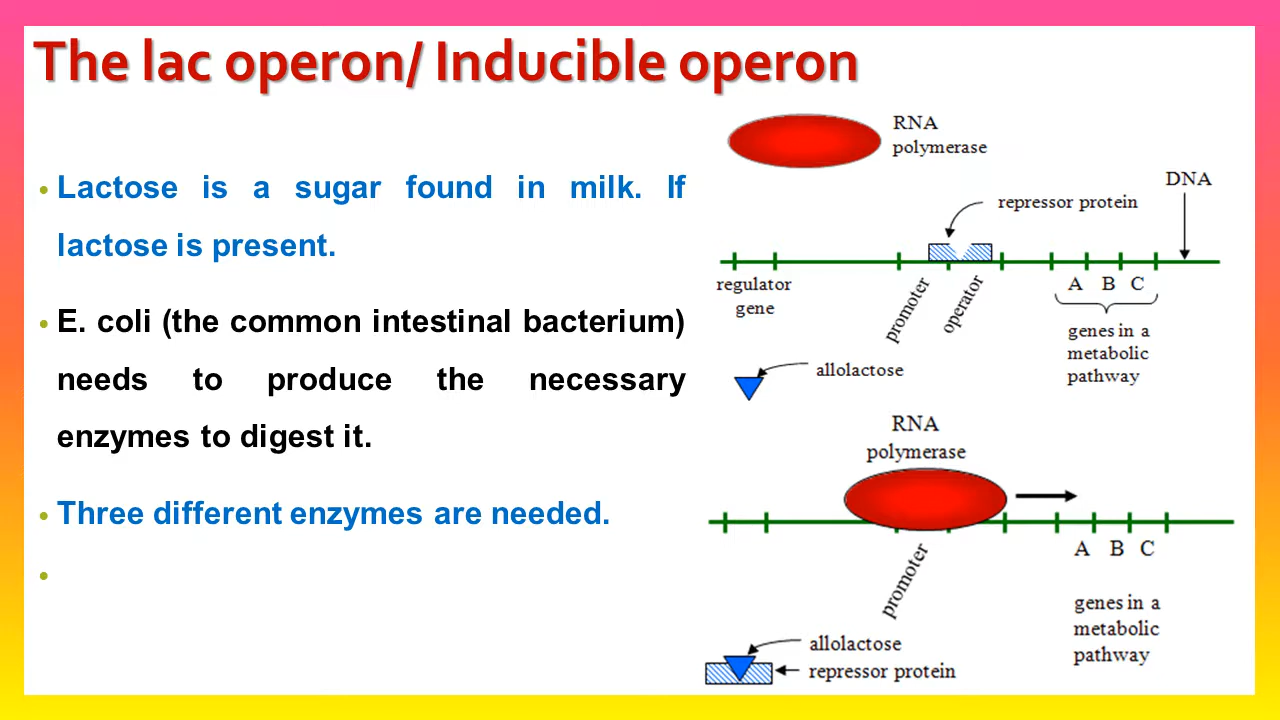 The lac operon/ Inducible operon
• Lactose is a sugar found in milk. If
lactose is present.
• E. coli (the common intestinal bacterium)
needs to produce the necessary
enzymes to digest it.
• Three different enzymes are needed.
•
RNA
polymerase
DNA
repressor protein
regulator
gene
promoter
operator
A B C
genes in a
metabolic
pathway
allolactose
RNA
polymerase
A B C
promoter
genes in a
metabolic
pathway
allolactose
repressor protein